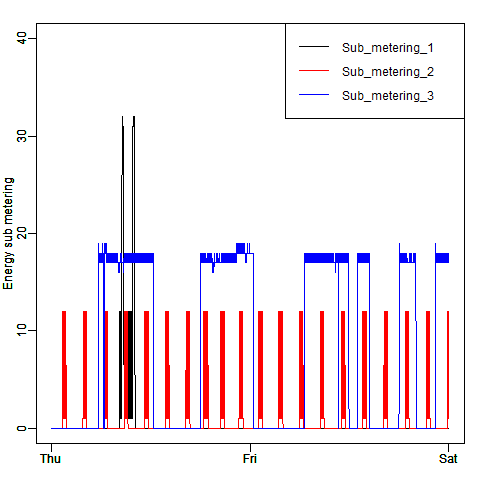 Sub_metering_1
Sub_metering_2
Sub_metering_3
Energy sub metering
40
30
20
10
0
Thu Fri Sat